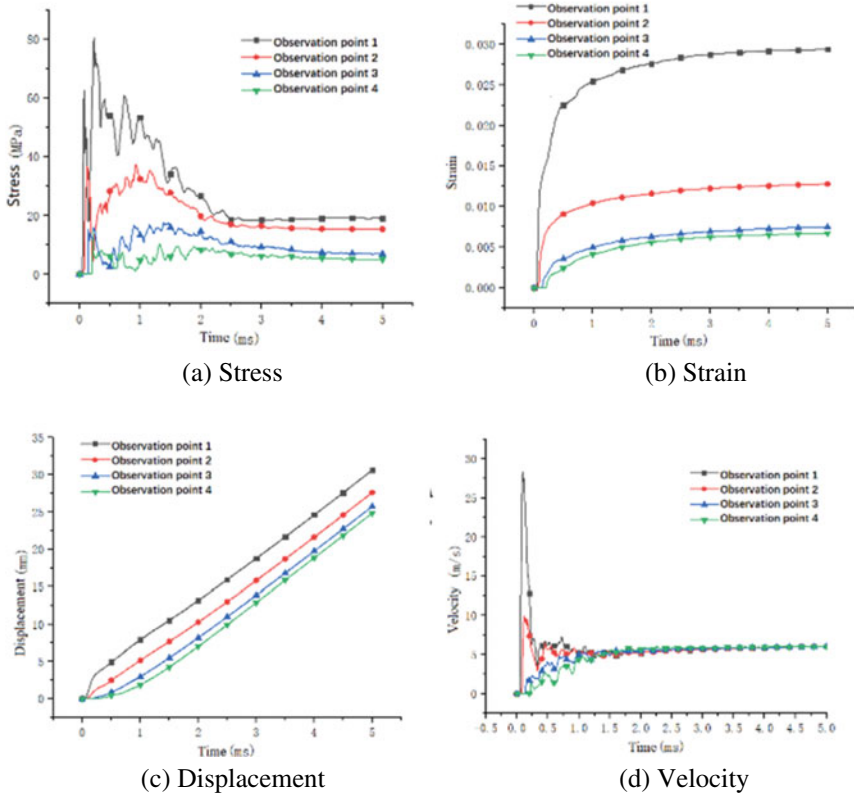 Observation point 1
Observation point 2
Observation point 3
Observation point 4
80
60
40
20
0
Stress (MPa)
0 1 2 3 4 5
Time (ms)
(a) Stress
Observation point 1
Observation point 2
Observation point 3
Observation point 4
0.030
0.025
0.020
0.015
0.010
0.005
0.000
Strain
0 1 2 3 4 5
Time (ms)
(b) Strain
Observation point 1
Observation point 2
Observation point 3
Observation point 4
35
30
25
20
15
10
5
0
Displacement (mm)
0 1 2 3 4 5
Time (ms)
(c) Displacement
Observation point 1
Observation point 2
Observation point 3
Observation point 4
30
25
20
15
10
5
0
Velocity (m/s)
-0.5 0.0 0.5 1.0 1.5 2.0 2.5 3.0 3.5 4.0 4.5 5.0
Time (ms)
(d) Velocity